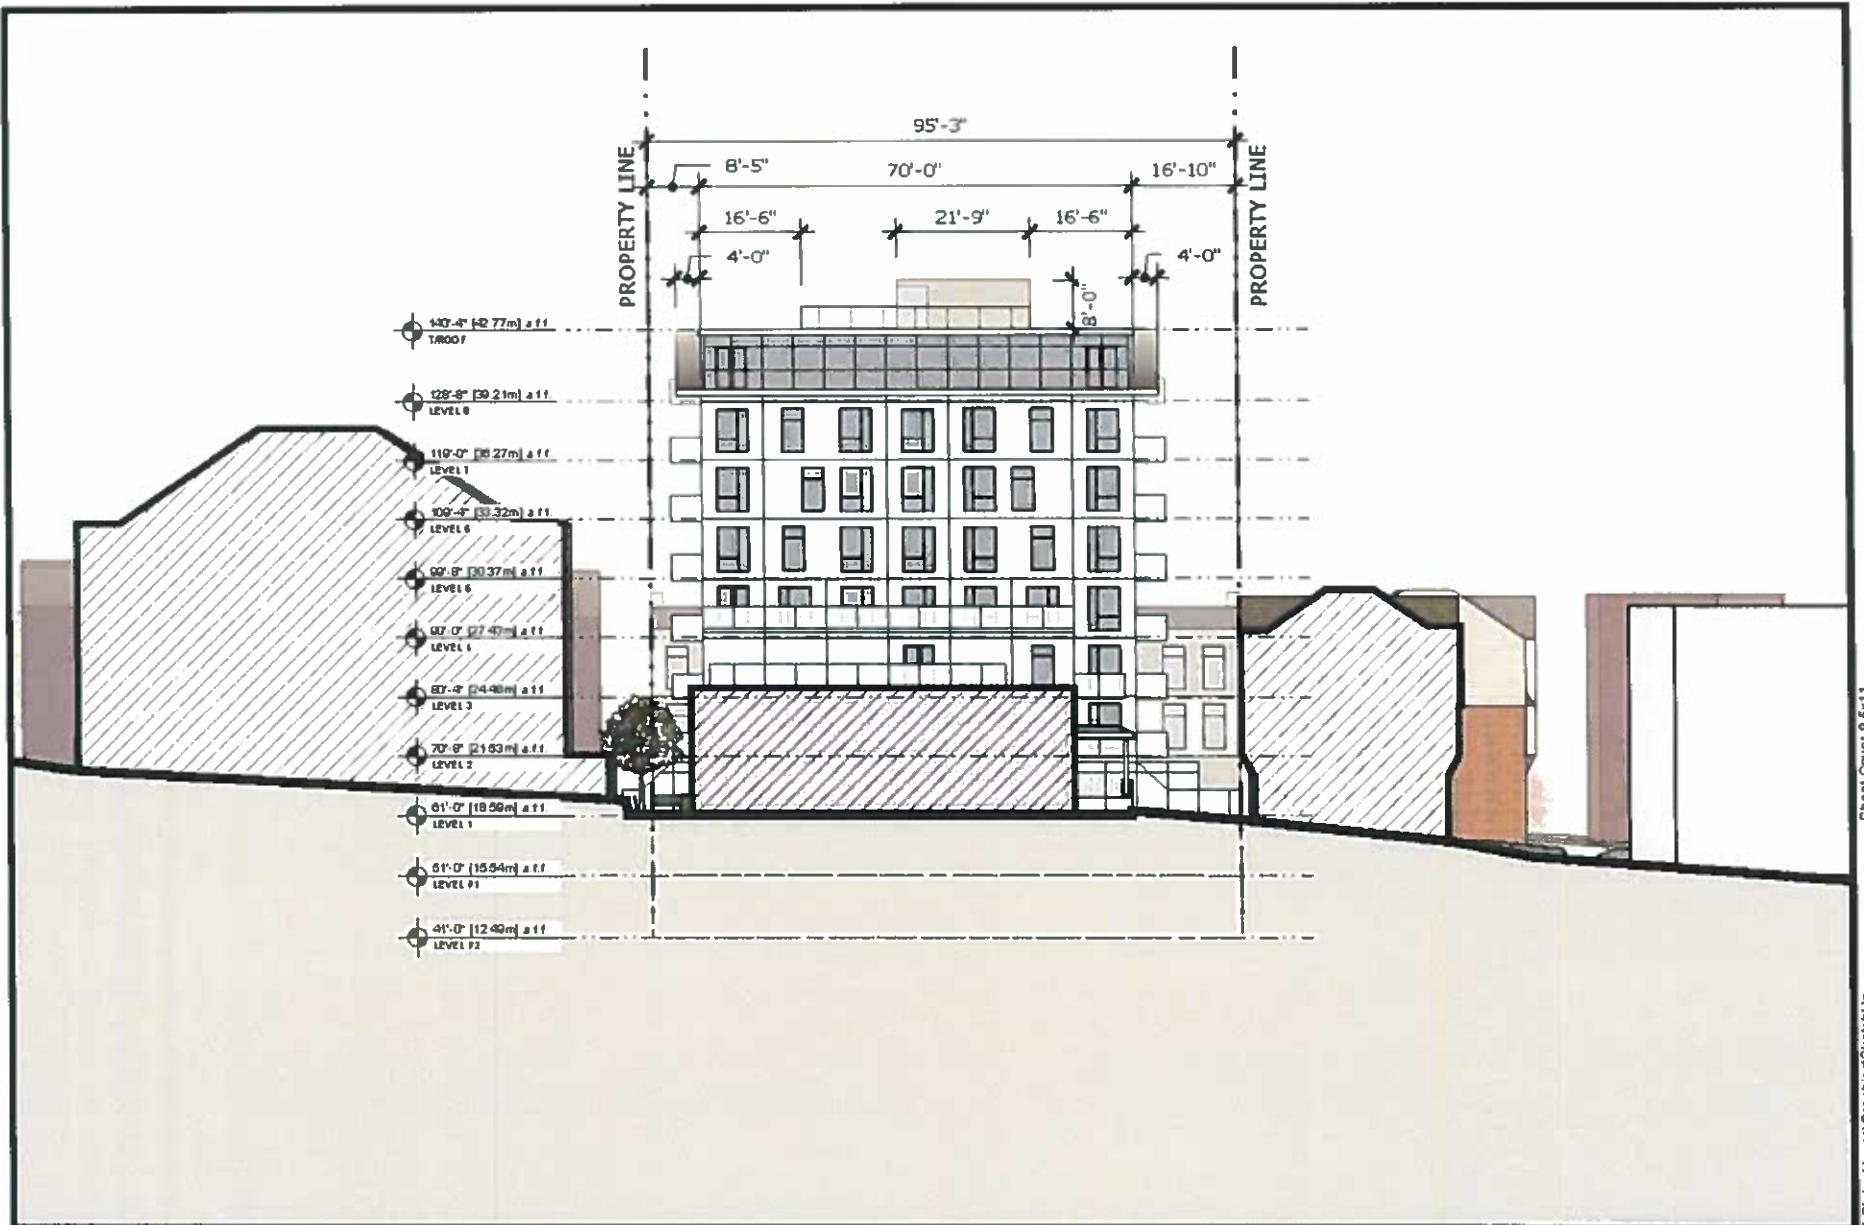 95'-3"
8'-5"
70'-0"
16'-10"
PROPERTY LINE
PROPERTY LINE
16'-6"
21'-9"
16'-6"
4'-0"
4'-0"
8'-0"
140'-4" [42.77m] a.f.f.
T/ROOF
128'-8" [39.21m] a.f.f.
LEVEL 8
119'-0" [36.27m] a.f.f.
LEVEL 7
109'-4" [33.32m] a.f.f.
LEVEL 6
99'-8" [30.37m] a.f.f.
90'-0" [27.43m] a.f.f.
80'-4" [24.48m] a.f.f.
LEVEL 3
70'-8" [21.53m] a.f.f.
LEVEL 2
61'-0" [18.59m] a.f.f.
LEVEL 1
51'-0" [15.54m] a.f.f.
LEVEL P1
41'-0" [12.49m] a.f.f.
LEVEL P2